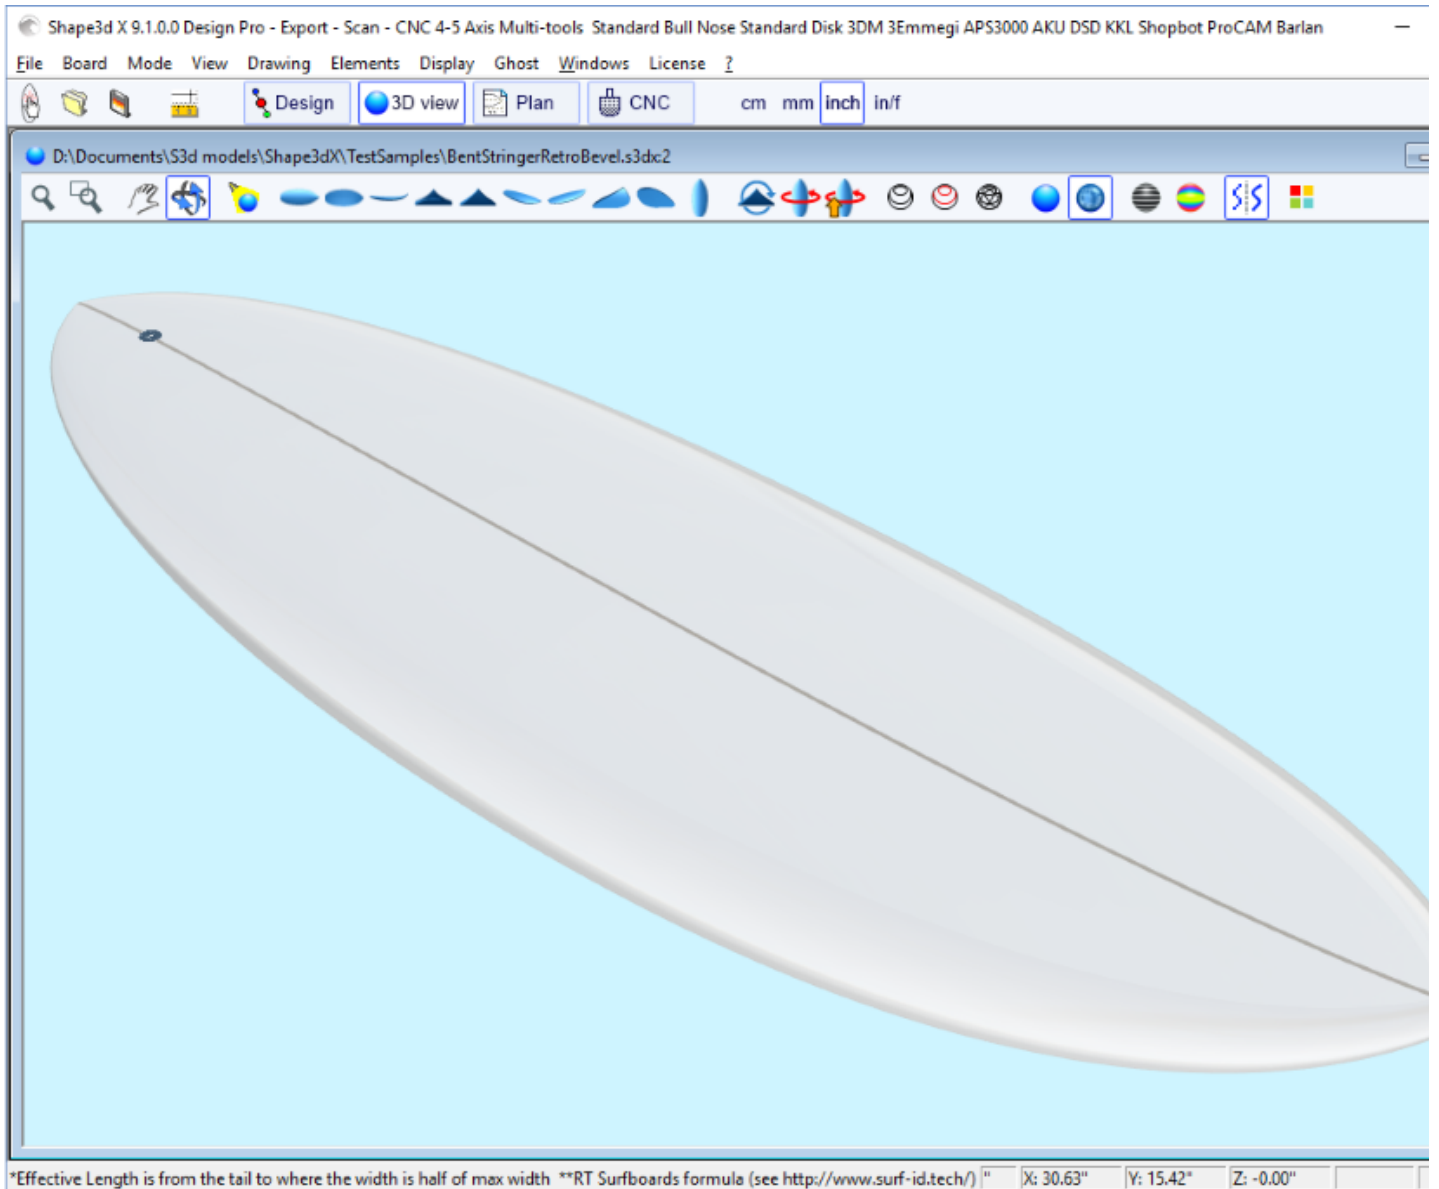 Shape3d X 9.1.0.0 Design Pro - Export - Scan - CNC 4-5 Axis Multi-tools Standard Bull Nose Standard Disk 3DM 3Emmegi APS3000 AKU DSD KKL Shopbot ProCAM Barlan
File Board Mode View Drawing Elements Display Ghost Windows License ?
Design 3D view Plan CNC cm mm inch in/f
D:\Documents\S3d models\Shape3dX\TestSamples\BentStringerRetroBevel.s3dx:2
*Effective Length is from the tail to where the width is half of max width **RT Surfboards formula (see http://www.surf-id.tech/) " X: 30.63" Y: 15.42" Z: -0.00"